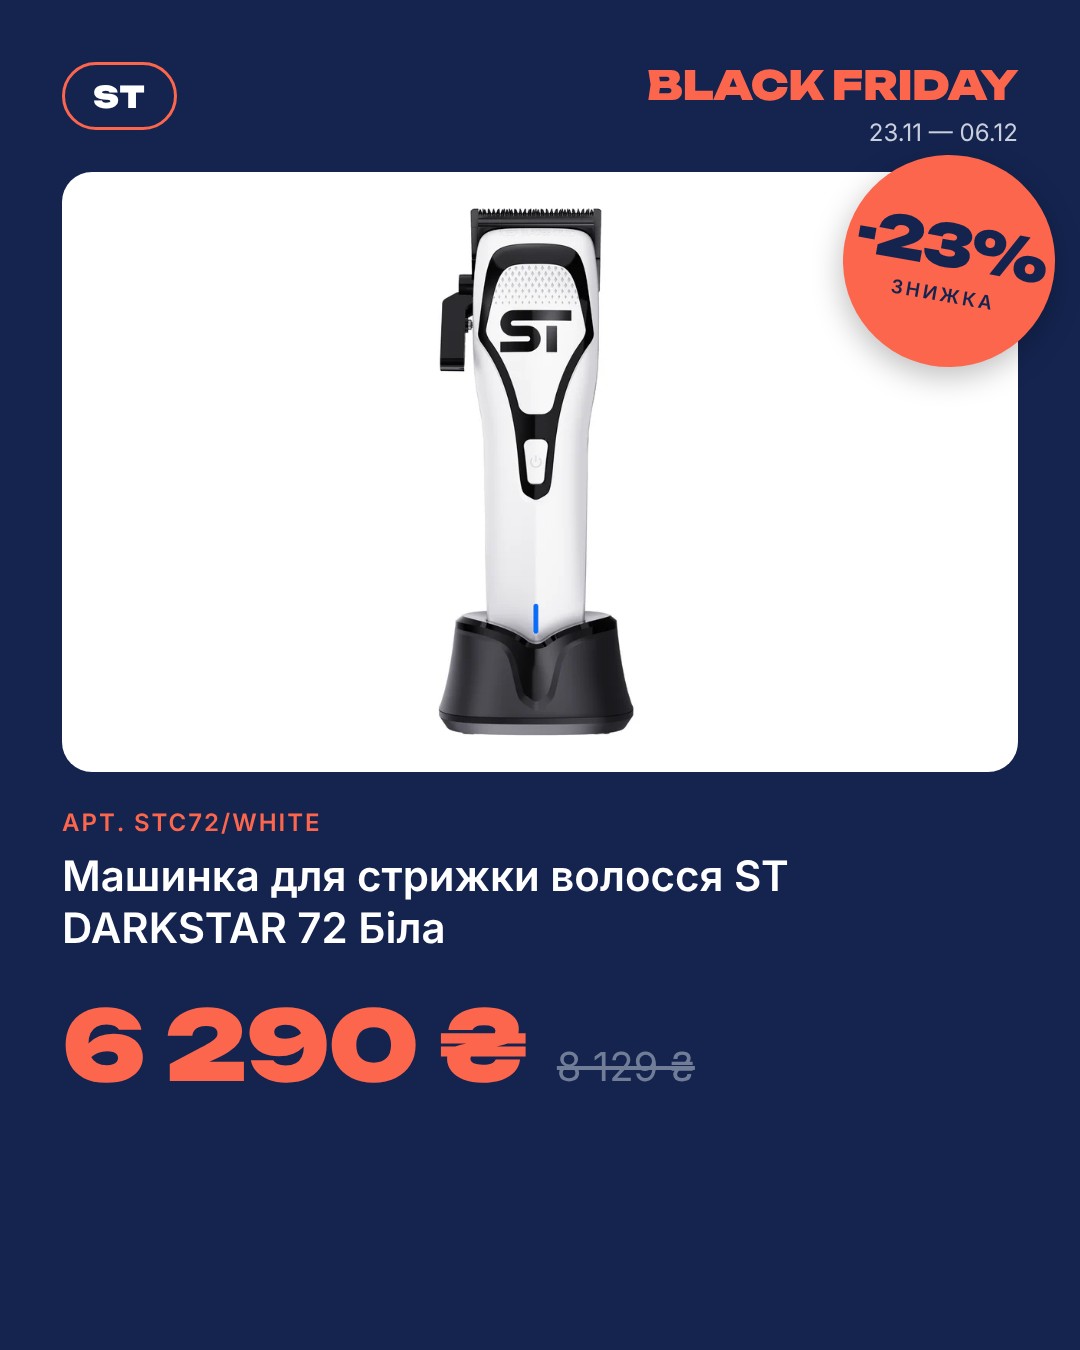 ST
BLACK FRIDAY
23.11 — 06.12
-23%
ЗНИЖКА
ST
АРТ. STC72/WHITE
Машинка для стрижки волосся ST
DARKSTAR 72 Біла
6 290 ₴
8 129 ₴